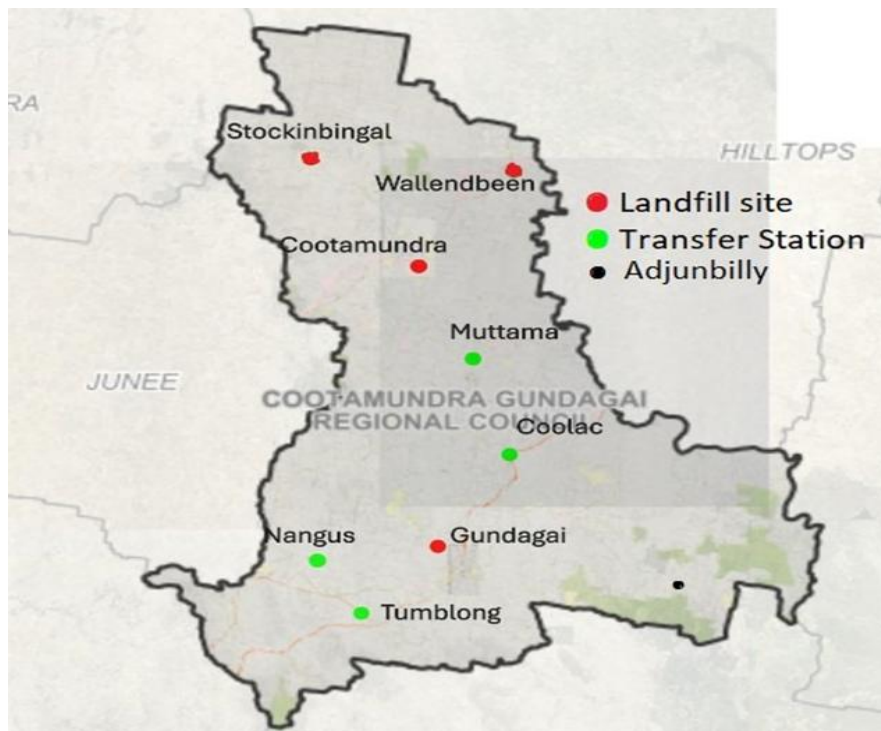 RA
Stockinbingal
HILLTOPS
Wallendbeen
Landfill site
Transfer Station
Cootamundra
Adjunbilly
Muttama
JUNEE
COOTAMUNDRA GUNDAGAI
REGIONAL COUNCIL
Coolac
Nangus
Gundagai
Tumblong